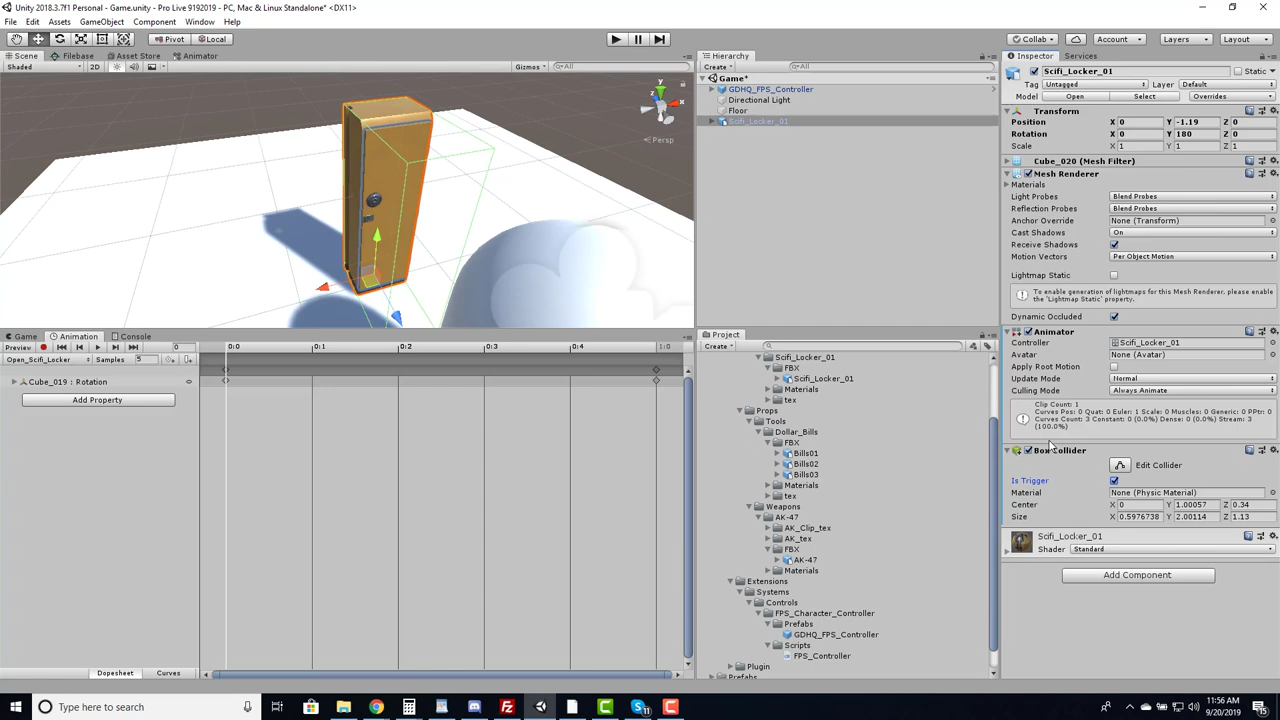 Unity 2018.3.7f1 Personal - Game.unity - Pro Live 9192019 - PC, Mac & Linux Standalone* <DX11>
File Edit Assets GameObject Component Window Help
Pivot Local
Collab Account Layers Layout
Scene Filebase Asset Store Animator
Shaded 2D Gizmos All
y x z
Persp
Hierarchy
Create All
Game*
GDHQ_FPS_Controller
Directional Light
Floor
Scifi_Locker_01
Inspector Services
Scifi_Locker_01 Static
Tag Untagged Layer Default
Model Open Select Overrides
Transform
Position X 0 Y -1.19 Z 0
Rotation X 0 Y 180 Z 0
Scale X 1 Y 1 Z 1
Cube_020 (Mesh Filter)
Mesh Renderer
Materials
Light Probes Blend Probes
Reflection Probes Blend Probes
Anchor Override None (Transform)
Cast Shadows On
Receive Shadows
Motion Vectors Per Object Motion
Lightmap Static
To enable generation of lightmaps for this Mesh Renderer, please enable
the 'Lightmap Static' property.
Dynamic Occluded
Animator
Controller Scifi_Locker_01
Avatar None (Avatar)
Apply Root Motion
Update Mode Normal
Culling Mode Always Animate
Clip Count: 1
Curves Pos: 0 Quat: 0 Euler: 1 Scale: 0 Muscles: 0 Generic: 0 PPtr: 0
Curves Count: 3 Constant: 0 (0.0%) Dense: 0 (0.0%) Stream: 3
(100.0%)
Box Collider
Edit Collider
Is Trigger
Material None (Physic Material)
Center X 0 Y 1.00057 Z 0.34
Size X 0.5976738 Y 2.00114 Z 1.13
Scifi_Locker_01
Shader Standard
Add Component
Game Animation Console
Preview 0 0:0 0:1 0:2 0:3 0:4 1:0
Open_Scifi_Locker Samples 5
Cube_019 : Rotation
Add Property
Dopesheet Curves
Project
Create
Scifi_Locker_01
FBX
Scifi_Locker_01
Materials
tex
Props
Tools
Dollar_Bills
FBX
Bills01
Bills02
Bills03
Materials
tex
Weapons
AK-47
AK_Clip_tex
AK_tex
FBX
AK-47
Materials
Extensions
Systems
Controls
FPS_Character_Controller
Prefabs
GDHQ_FPS_Controller
Scripts
FPS_Controller
Plugin
Prefabs
Type here to search
11:56 AM
9/20/2019